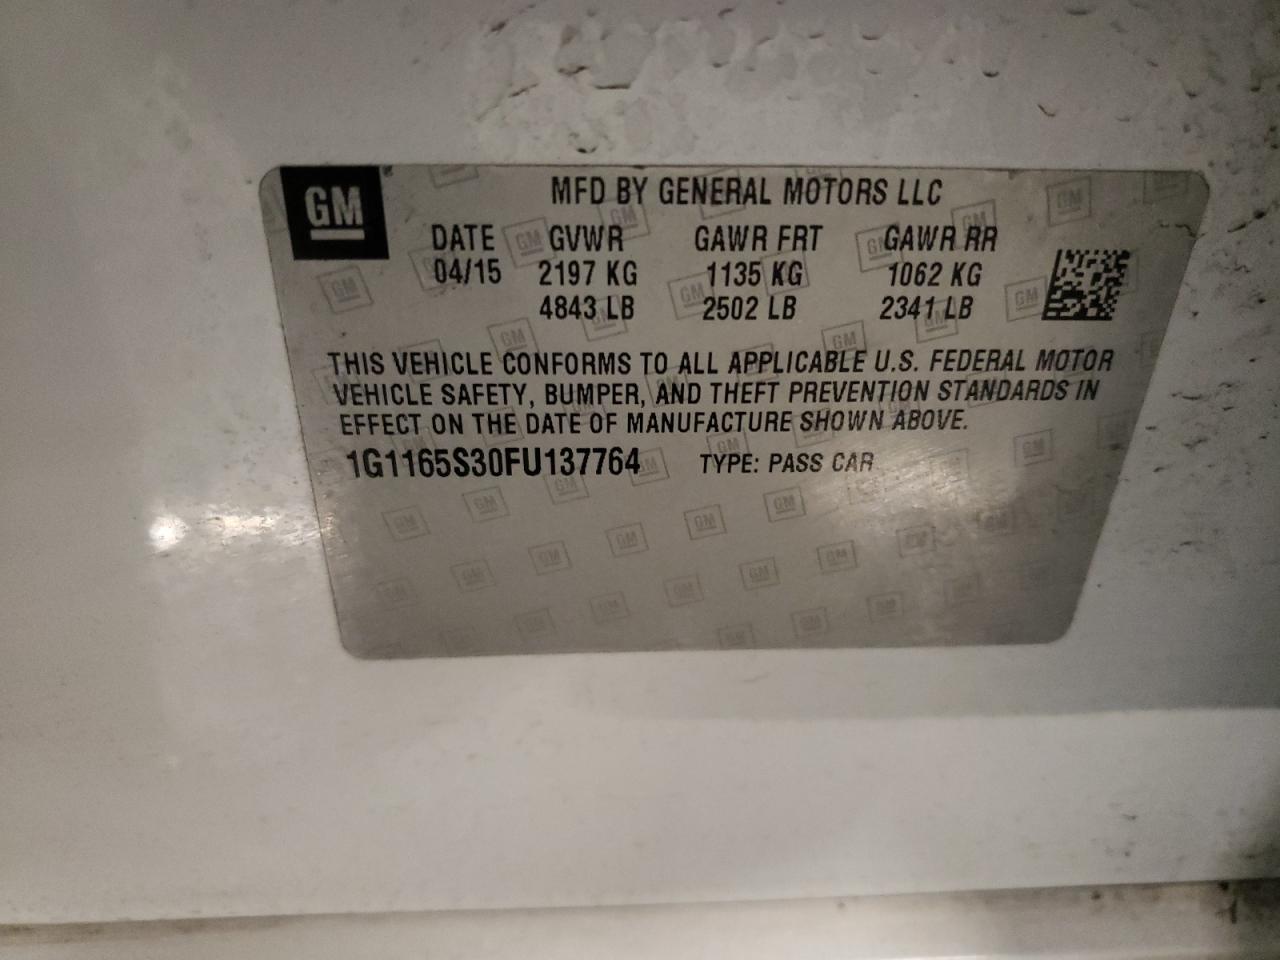 GM
MFD BY GENERAL MOTORS LLC
DATE GVWR GAWR FRT GAWR RR
04/15 2197 KG 1135 KG 1062 KG
4843 LB 2502 LB 2341 LB
THIS VEHICLE CONFORMS TO ALL APPLICABLE U.S. FEDERAL MOTOR
VEHICLE SAFETY, BUMPER, AND THEFT PREVENTION STANDARDS IN
EFFECT ON THE DATE OF MANUFACTURE SHOWN ABOVE.
1G1165S30FU137764 TYPE: PASS CAR